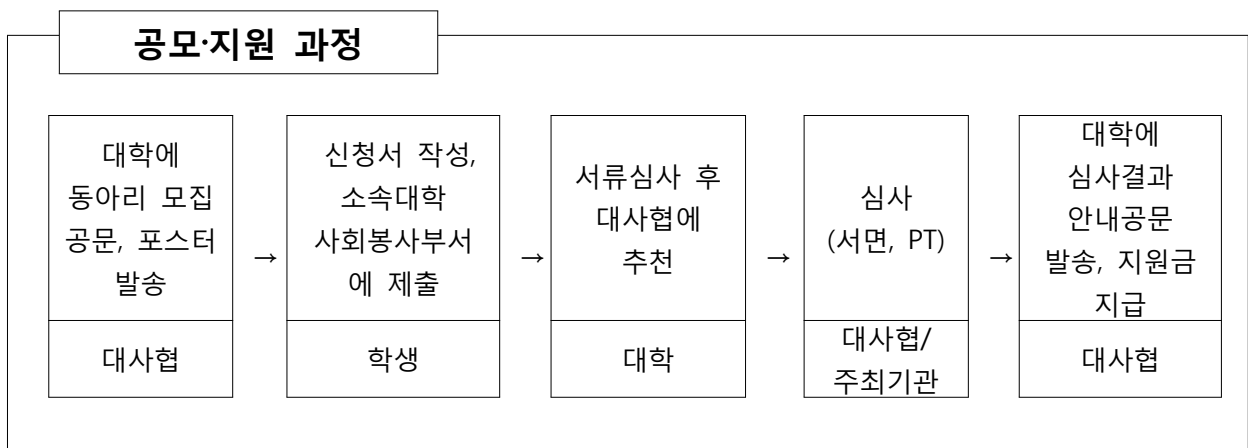 공모·지원 과정
대학에
동아리 모집
공문, 포스터
발송
대사협
→
신청서 작성,
소속대학
사회봉사부서
에 제출
학생
→
서류심사 후
대사협에
추천
대학
→
심사
(서면, PT)
대사협/
주최기관
→
대학에
심사결과
안내공문
발송, 지원금
지급
대사협